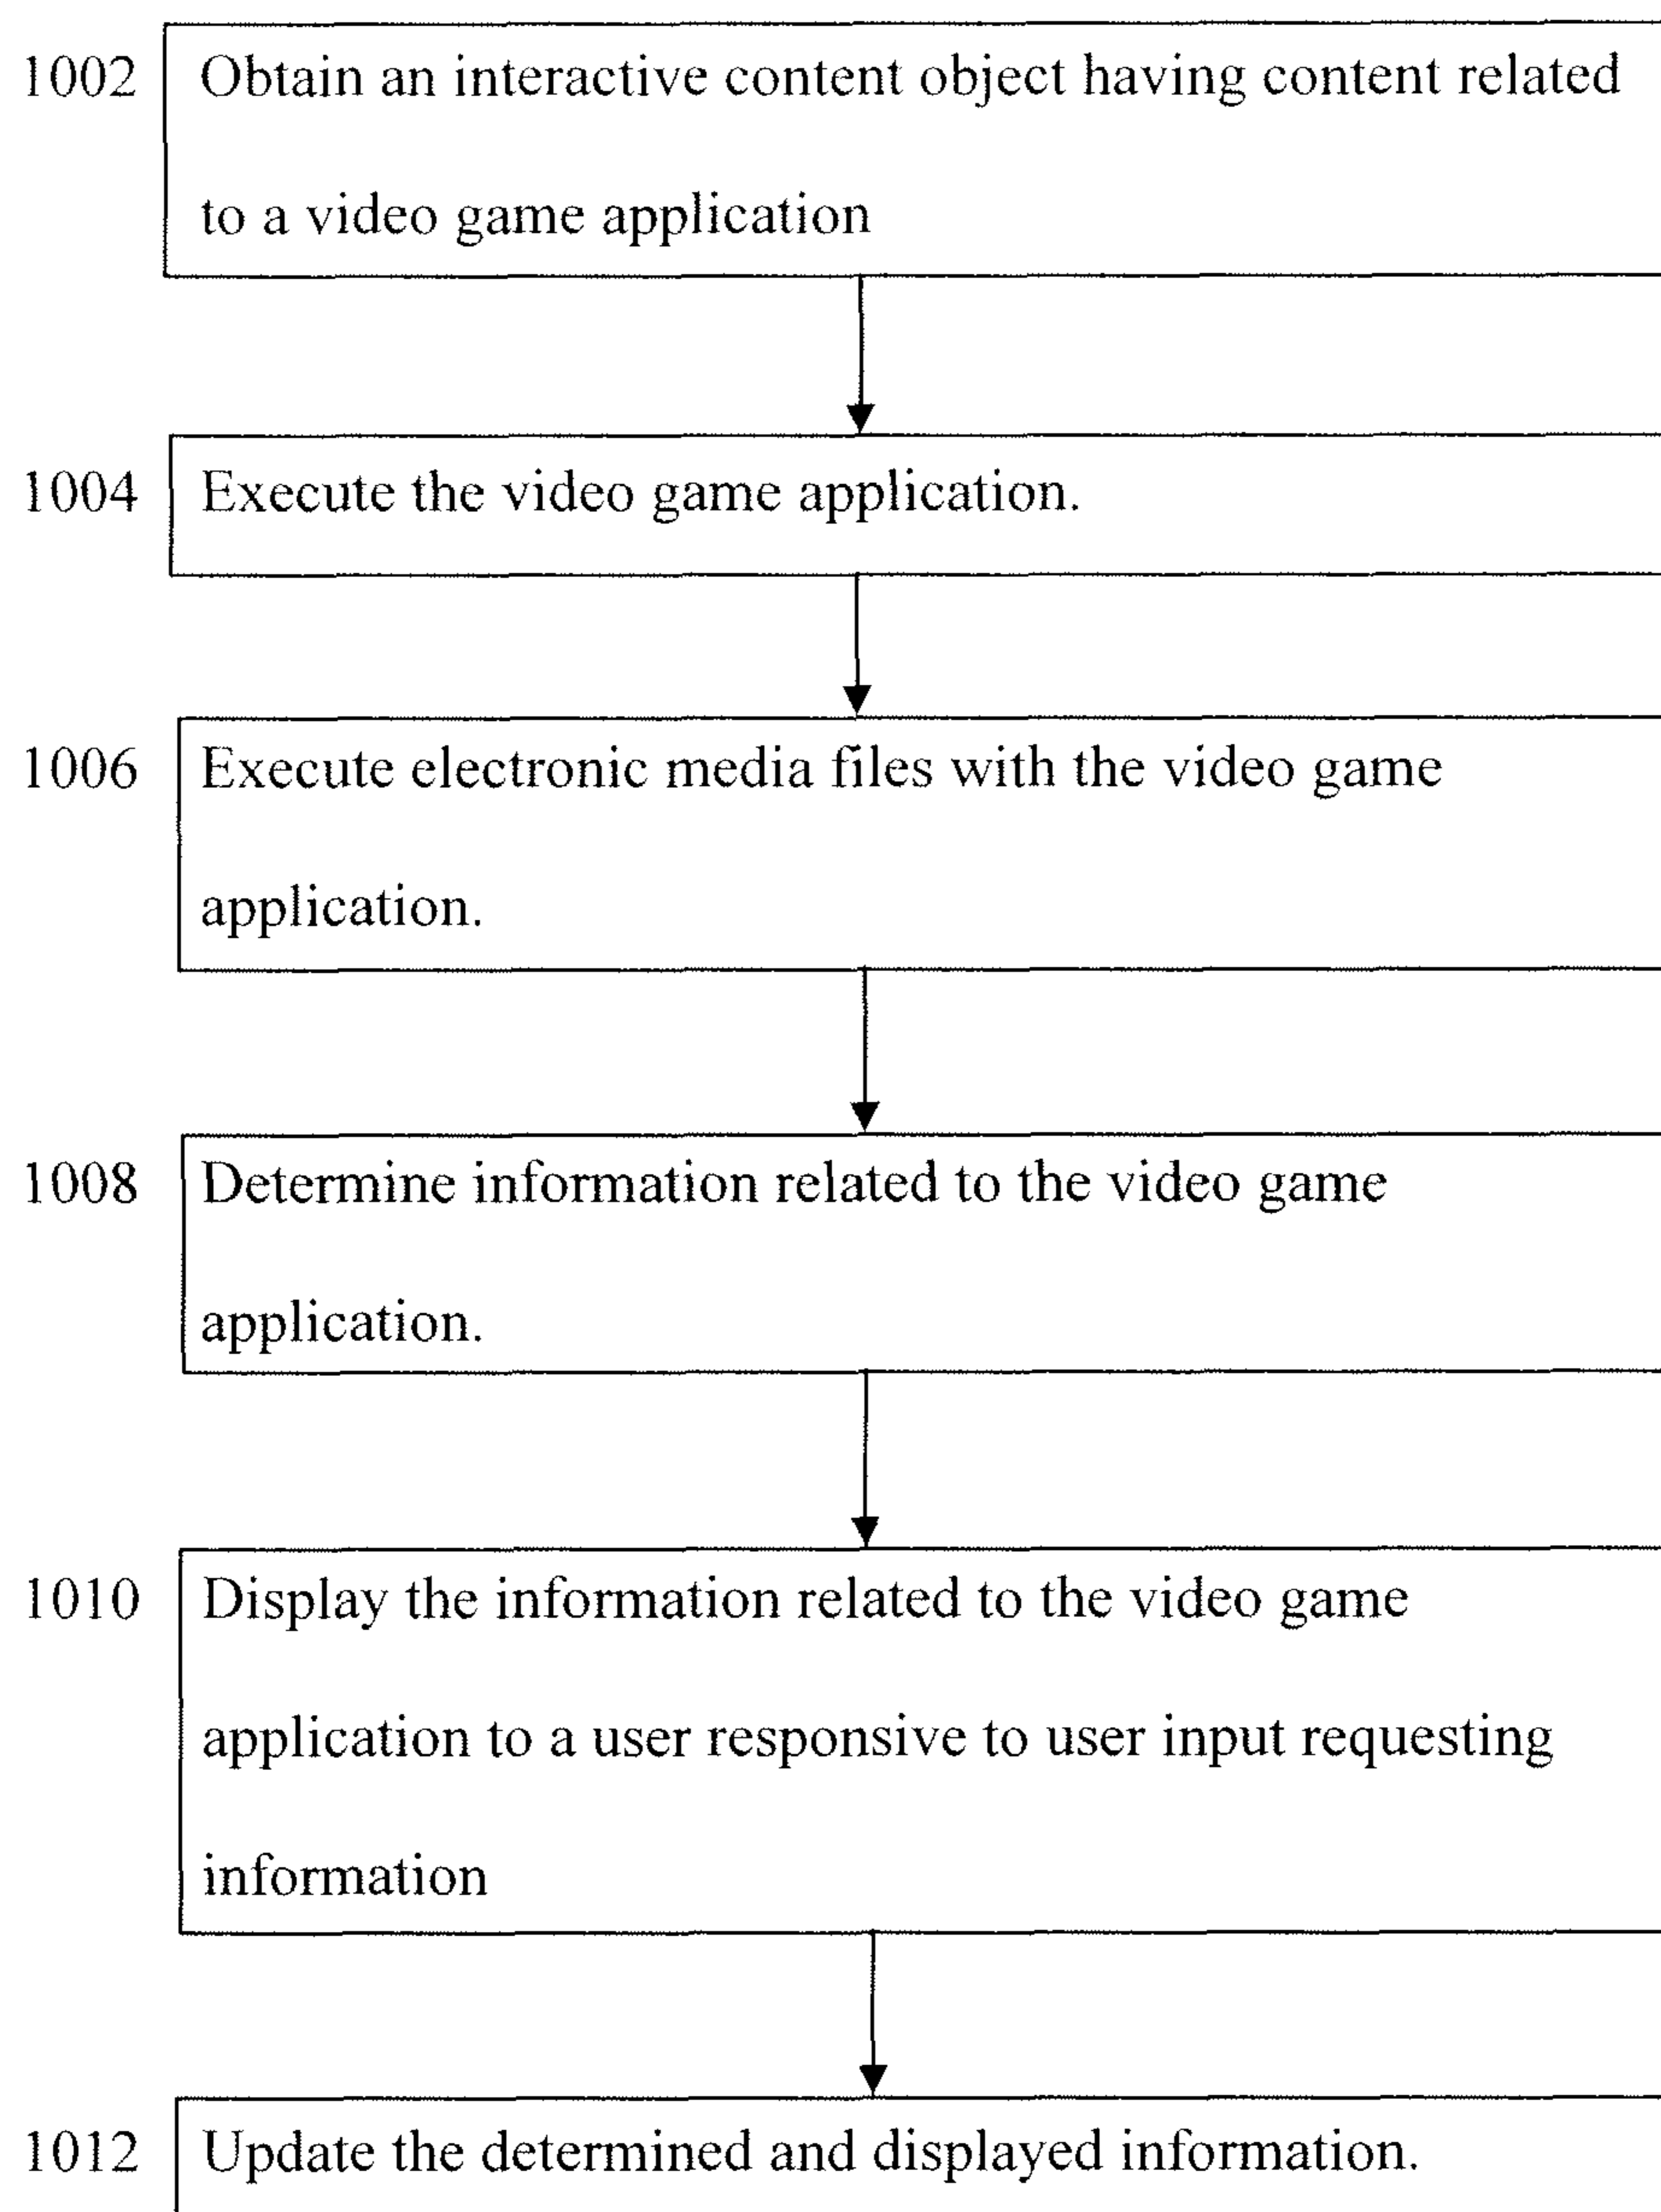 1002 Obtain an interactive content object having content related
to a video game application
1004 Execute the video game application.
1006 Execute electronic media files with the video game
application.
1008 Determine information related to the video game
application.
1010 Display the information related to the video game
application to a user responsive to user input requesting
information
1012 Update the determined and displayed information.